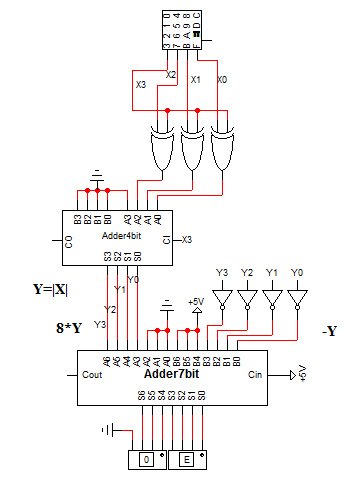 0 4 8 C
1 5 9 D
2 6 A E
3 7 B F
X3 X2 X1 X0
B3 B2 B1 B0 A3 A2 A1 A0
Adder4bit
CO CI X3
S3 S2 S1 S0
Y=|X|
Y3 Y2 Y1 Y0
8*Y
+5V
Y3 Y2 Y1 Y0
-Y
A6 A5 A4 A3 A2 A1 A0 B6 B5 B4 B3 B2 B1 B0
Adder7bit
Cout Cin +5V
S6 S5 S4 S3 S2 S1 S0
0 E